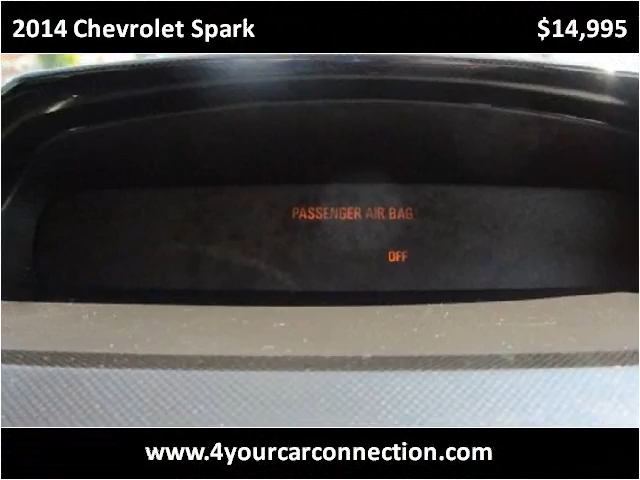 2014 Chevrolet Spark $14,995
PASSENGER AIR BAG
OFF
www.4yourcarconnection.com